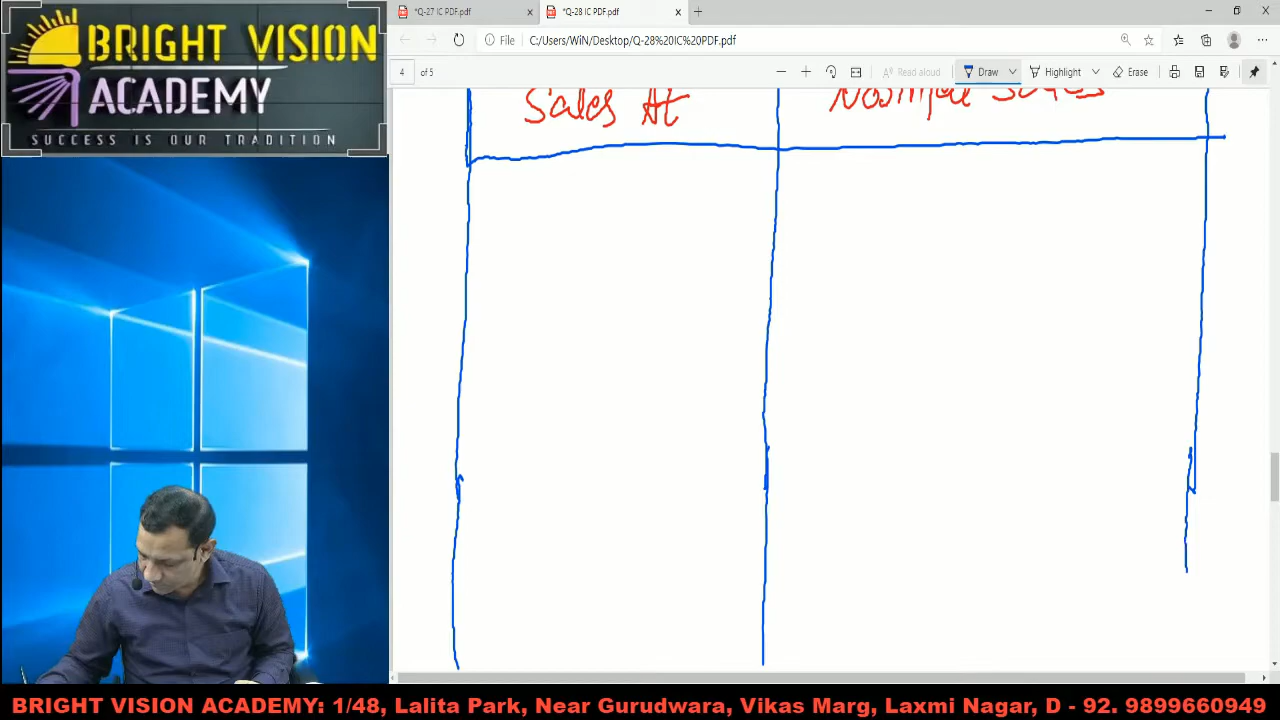 BRIGHT VISION
ACADEMY
SUCCESS IS OUR TRADITION
*Q-27 IC PDF.pdf
*Q-28 IC PDF.pdf
File
C:/Users/WiN/Desktop/Q-28%20IC%20PDF.pdf
4 of 5
Read aloud
Draw
Highlight
Erase
Sales A/c
BRIGHT VISION ACADEMY: 1/48, Lalita Park, Near Gurudwara, Vikas Marg, Laxmi Nagar, D - 92. 9899660949